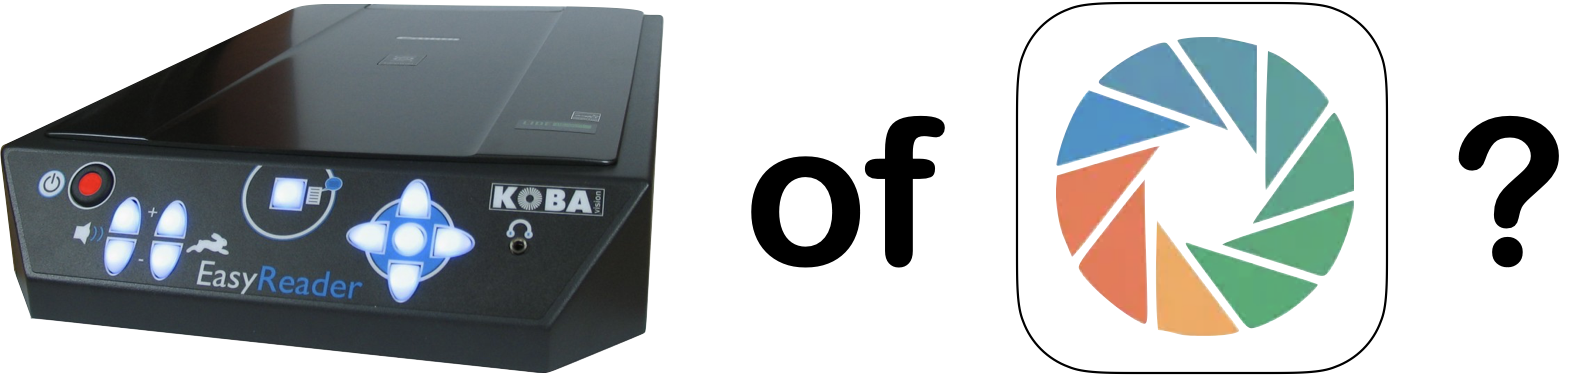 KOBA
vision
EasyReader
+
-
of
?